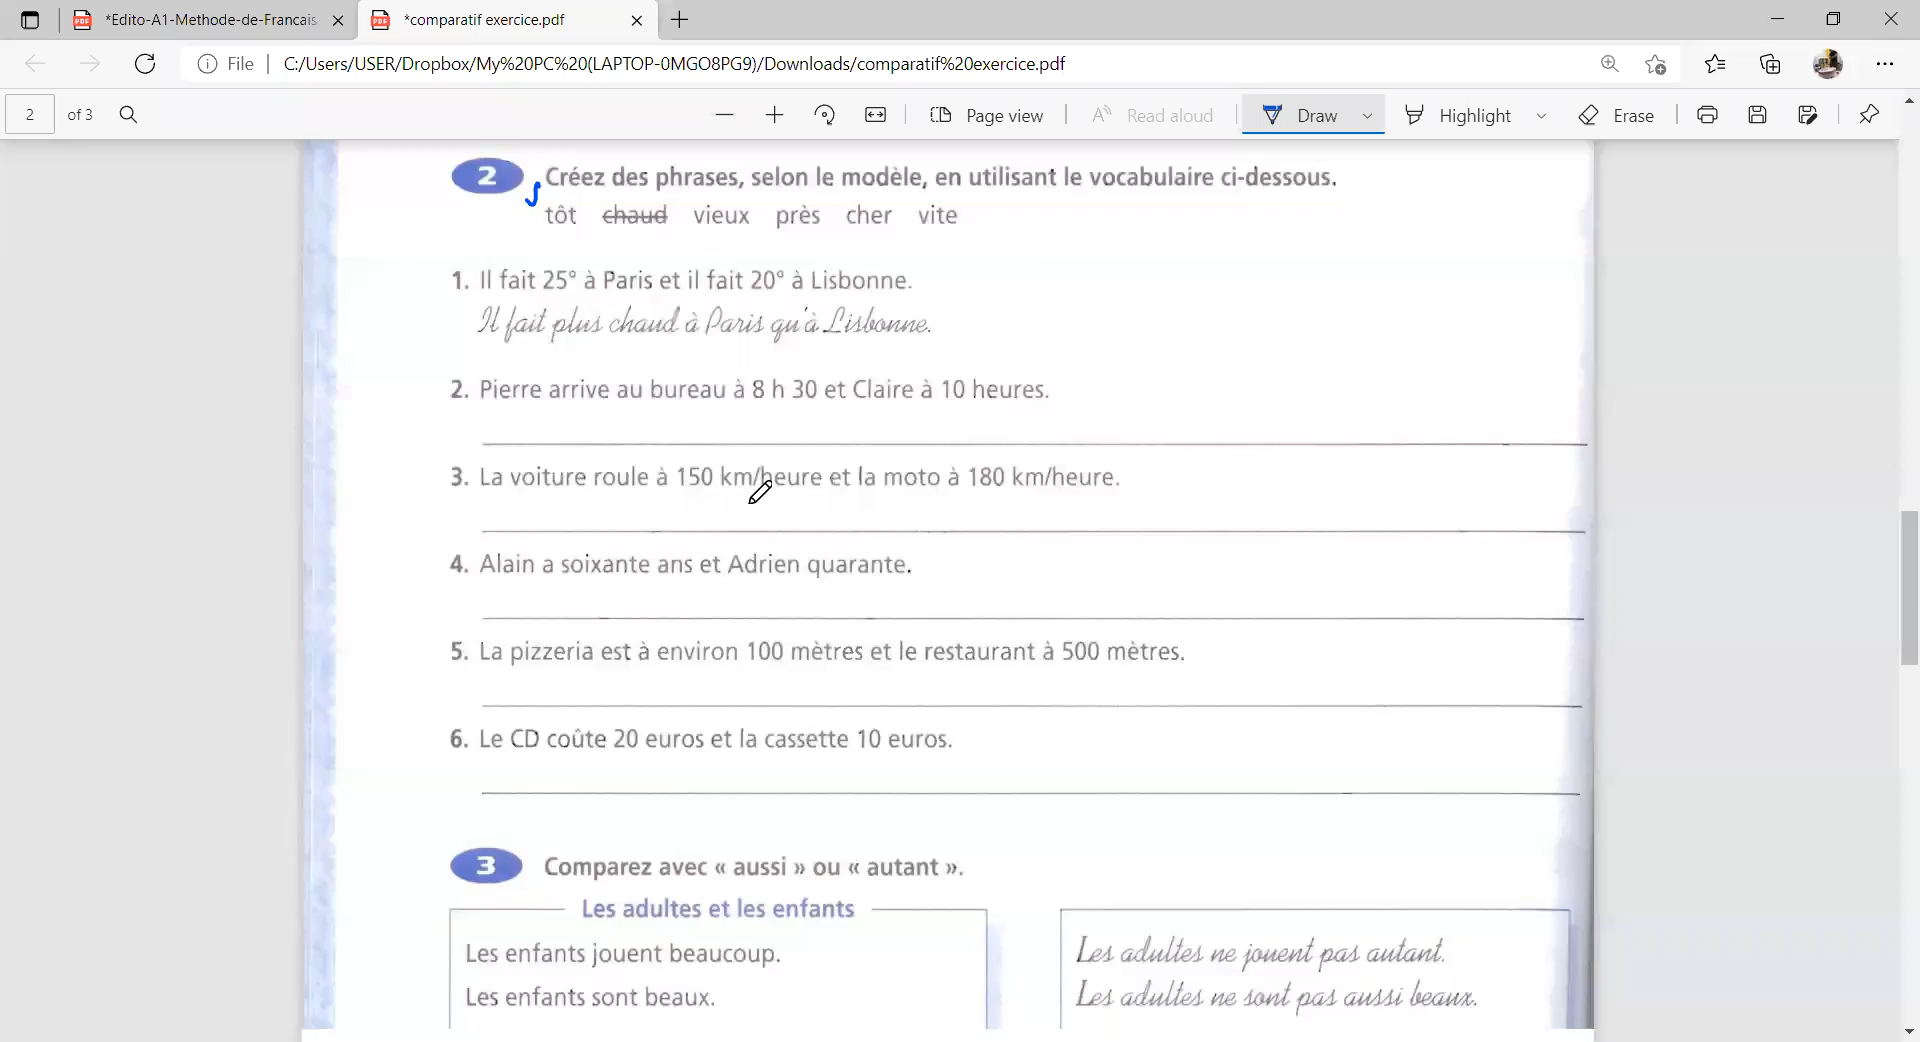 *Edito-A1-Methode-de-Francais
*comparatif exercice.pdf
File
C:/Users/USER/Dropbox/My%20PC%20(LAPTOP-0MGO8PG9)/Downloads/comparatif%20exercice.pdf
2 of 3
Page view
Read aloud
Draw
Highlight
Erase
2 Créez des phrases, selon le modèle, en utilisant le vocabulaire ci-dessous.
tôt chaud vieux près cher vite
1. Il fait 25° à Paris et il fait 20° à Lisbonne.
Il fait plus chaud à Paris qu'à Lisbonne.
2. Pierre arrive au bureau à 8 h 30 et Claire à 10 heures.
3. La voiture roule à 150 km/heure et la moto à 180 km/heure.
4. Alain a soixante ans et Adrien quarante.
5. La pizzeria est à environ 100 mètres et le restaurant à 500 mètres.
6. Le CD coûte 20 euros et la cassette 10 euros.
3 Comparez avec « aussi » ou « autant ».
Les adultes et les enfants
Les enfants jouent beaucoup.
Les enfants sont beaux.
Les adultes ne jouent pas autant.
Les adultes ne sont pas aussi beaux.